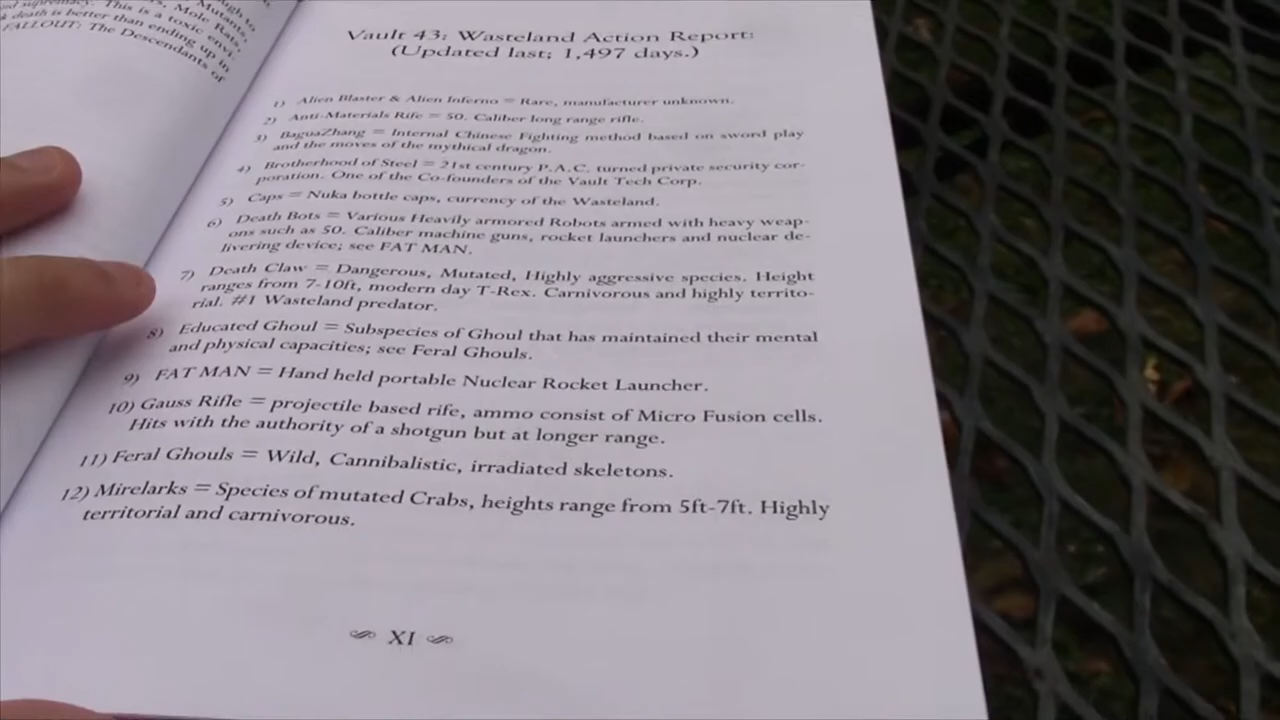 ugh to
Mutants,
nd supremacy. This is a toxic envi-
Mole Rats,
death is better than ending up in
FALLOUT: The Descendants of
Vault 43: Wasteland Action Report:
(Updated last; 1,497 days.)
1) Alien Blaster & Alien Inferno = Rare, manufacturer unknown.
2) Anti-Materials Rife = 50. Caliber long range rifle.
3) BaguaZhang = Internal Chinese Fighting method based on sword play
and the moves of the mythical dragon.
4) Brotherhood of Steel = 21st century P.A.C. turned private security cor-
poration. One of the Co-founders of the Vault Tech Corp.
5) Caps = Nuka bottle caps, currency of the Wasteland.
6) Death Bots = Various Heavily armored Robots armed with heavy weap-
ons such as 50. Caliber machine guns, rocket launchers and nuclear de-
livering device; see FAT MAN.
7) Death Claw = Dangerous, Mutated, Highly aggressive species. Height
ranges from 7-10ft, modern day T-Rex. Carnivorous and highly territo-
rial. #1 Wasteland predator.
8) Educated Ghoul = Subspecies of Ghoul that has maintained their mental
and physical capacities; see Feral Ghouls.
9) FAT MAN = Hand held portable Nuclear Rocket Launcher.
10) Gauss Rifle = projectile based rife, ammo consist of Micro Fusion cells.
Hits with the authority of a shotgun but at longer range.
11) Feral Ghouls = Wild, Cannibalistic, irradiated skeletons.
12) Mirelarks = Species of mutated Crabs, heights range from 5ft-7ft. Highly
territorial and carnivorous.
XI